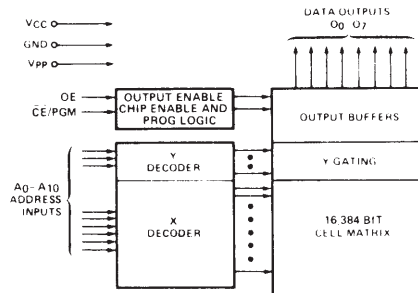 VCC
GND
VPP
DATA OUTPUTS
O0 O7
OE
CE/PGM
OUTPUT ENABLE
CHIP ENABLE AND
PROG LOGIC
OUTPUT BUFFERS
A0-A10
ADDRESS
INPUTS
Y
DECODER
Y GATING
X
DECODER
16,384 BIT
CELL MATRIX